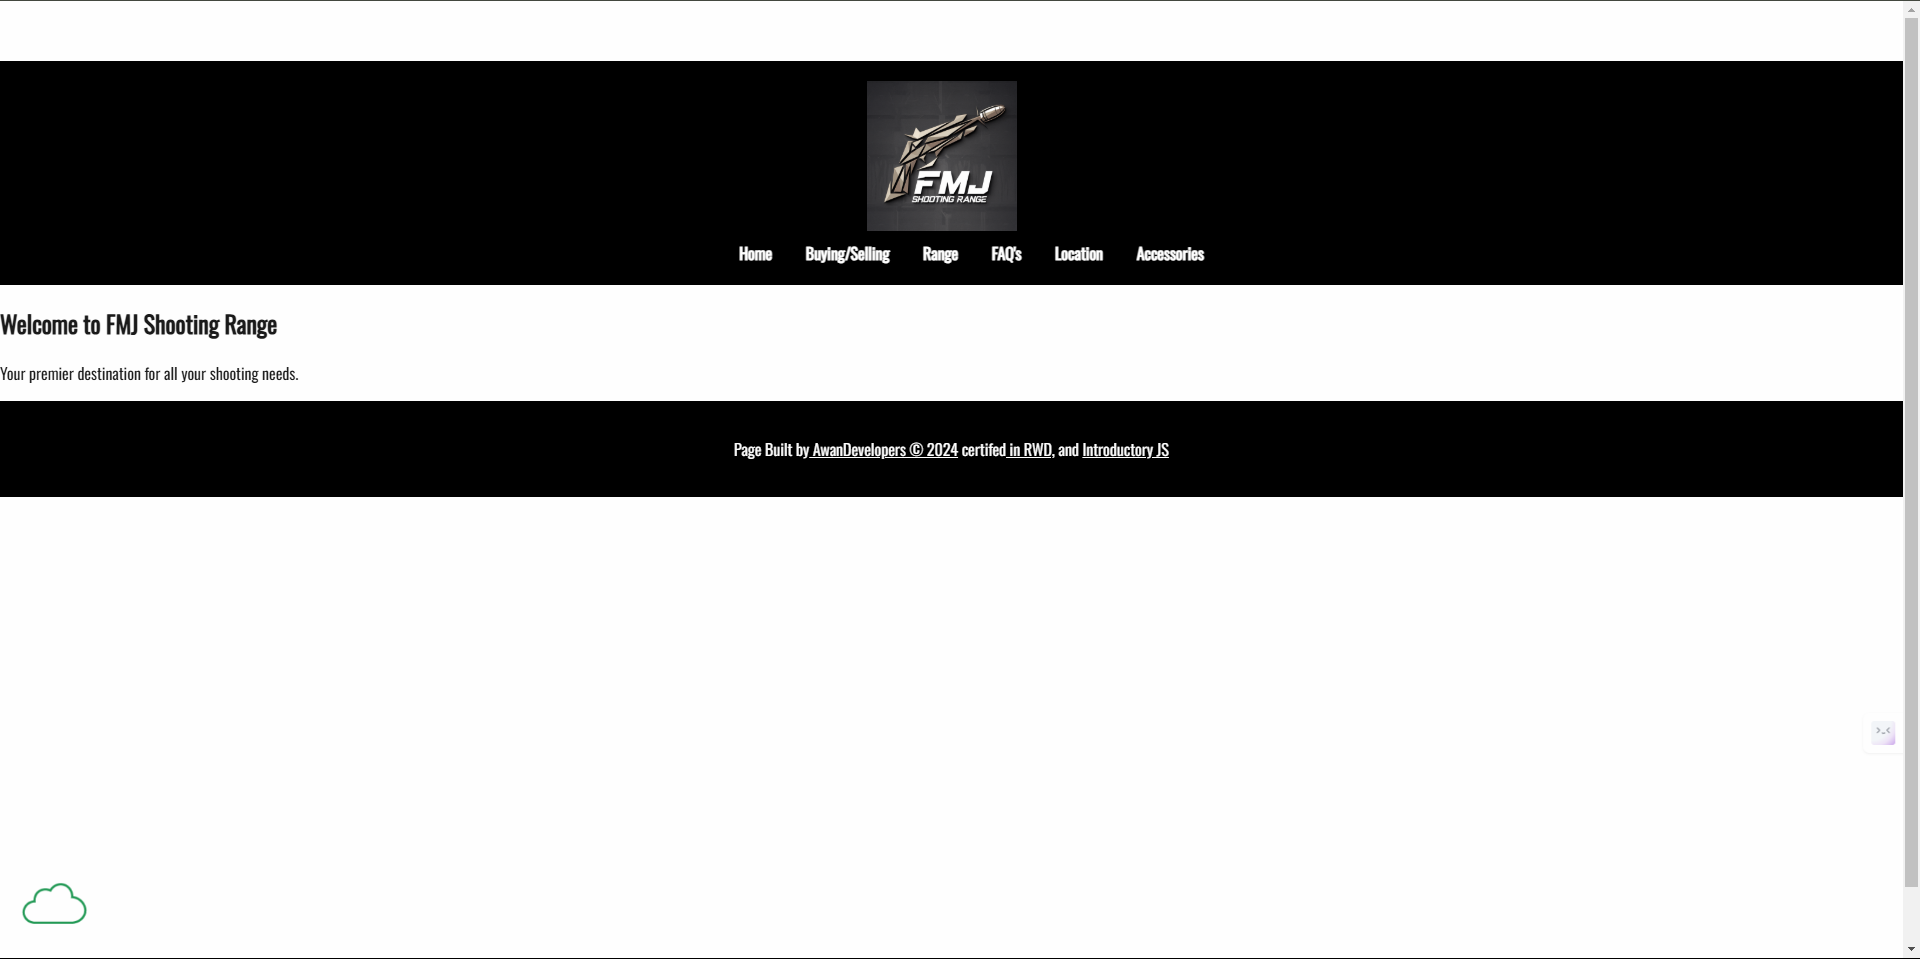 FMJ
SHOOTING RANGE
Home Buying/Selling Range FAQ's Location Accessories
Welcome to FMJ Shooting Range
Your premier destination for all your shooting needs.
Page Built by AwanDevelopers © 2024 certifed in RWD, and Introductory JS